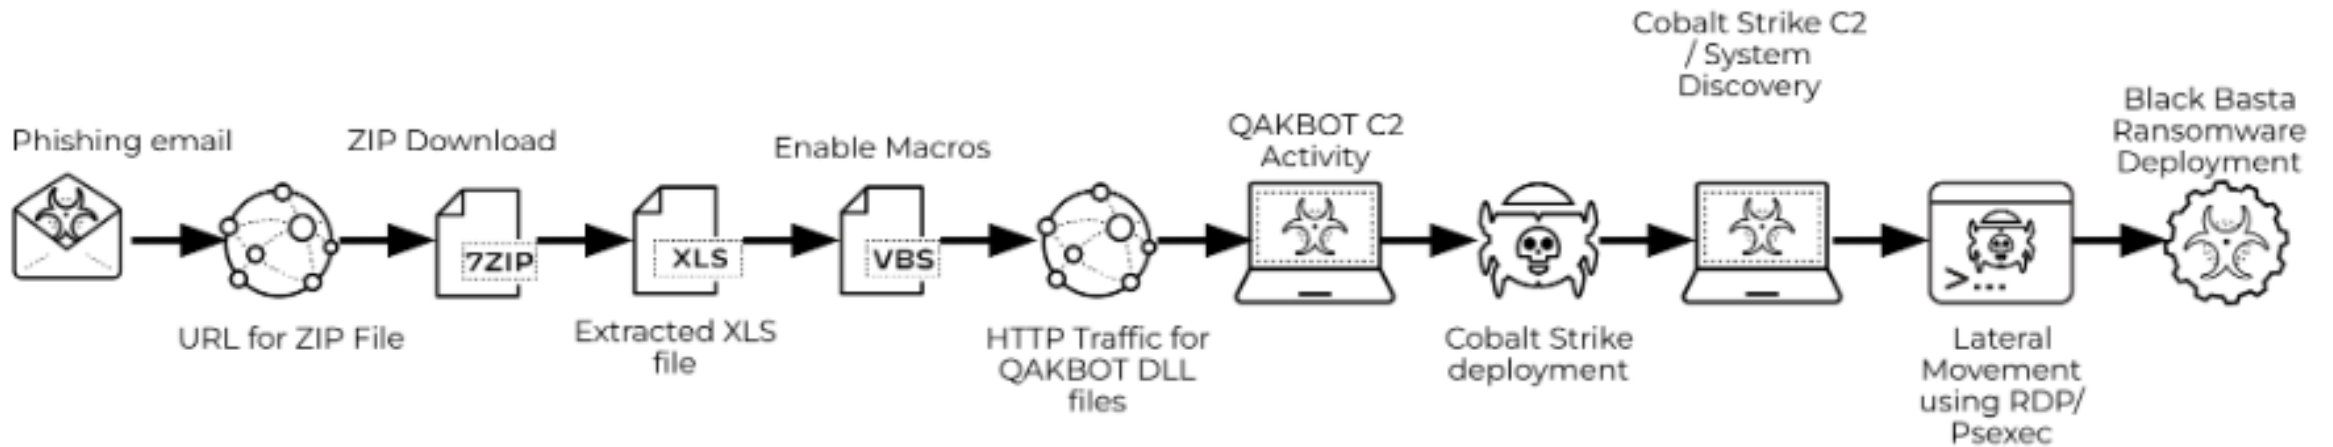 Phishing email
URL for ZIP File
ZIP Download
7ZIP
XLS
Extracted XLS
file
Enable Macros
VBS
HTTP Traffic for
QAKBOT DLL
files
QAKBOT C2
Activity
Cobalt Strike
deployment
Cobalt Strike C2
/ System
Discovery
>...
Lateral
Movement
using RDP/
Psexec
Black Basta
Ransomware
Deployment